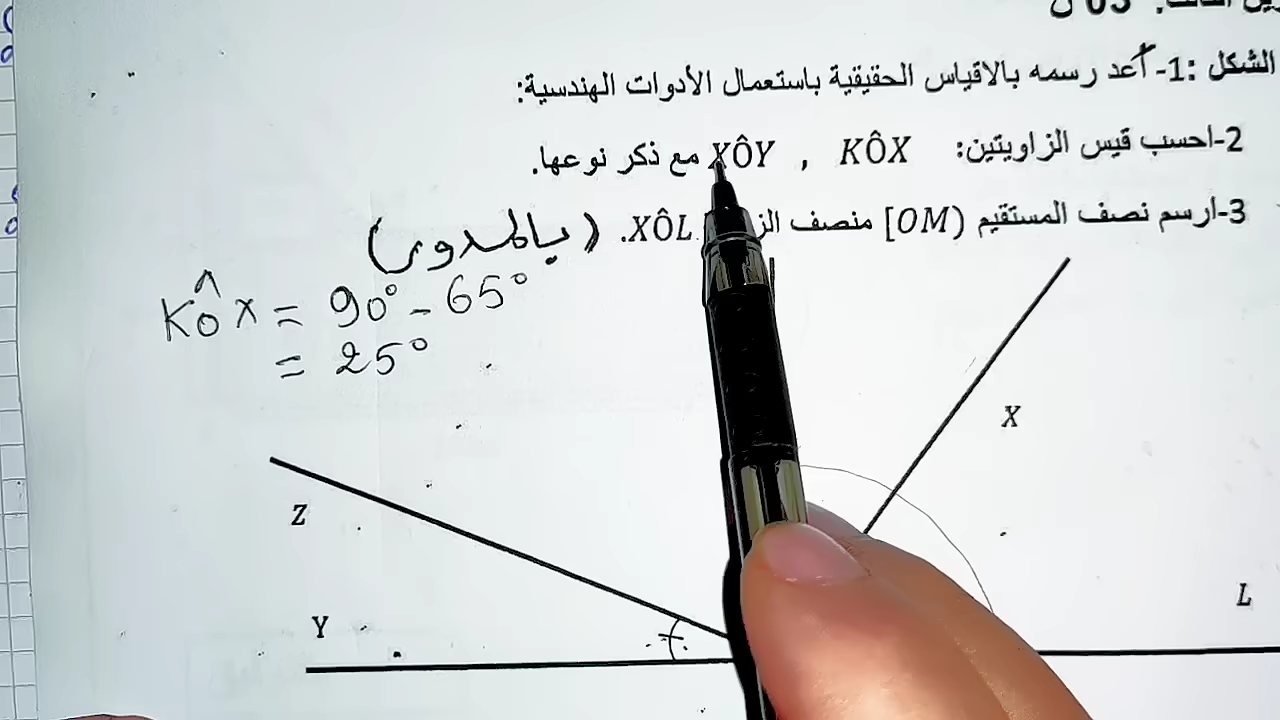 03
الشكل :1- أعد رسمه بالاقياس الحقيقية باستعمال الأدوات الهندسية:
2-احسب قيس الزاويتين: KÔX , XÔY مع ذكر نوعها.
3-ارسم نصف المستقيم [OM) منصف XÔL.
(بالمدور)
KÔX = 90° - 65°
= 25°
X
Z
L
Y